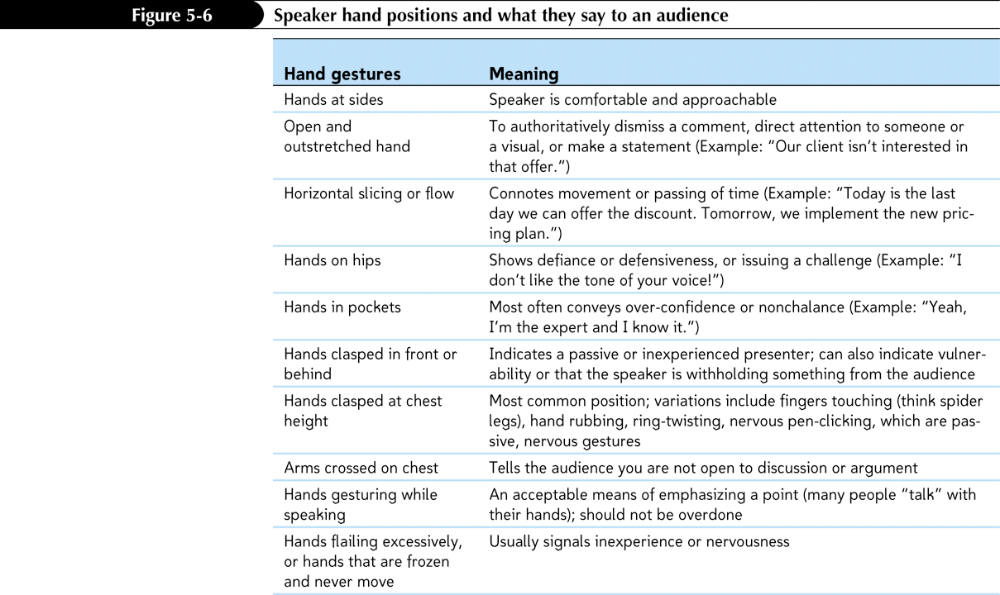 Figure 5-6 Speaker hand positions and what they say to an audience
Hand gestures Meaning
Hands at sides Speaker is comfortable and approachable
Open and To authoritatively dismiss a comment, direct attention to someone or
outstretched hand a visual, or make a statement (Example: “Our client isn’t interested in
that offer.”)
Horizontal slicing or flow Connotes movement or passing of time (Example: “Today is the last
day we can offer the discount. Tomorrow, we implement the new pric-
ing plan.”)
Hands on hips Shows defiance or defensiveness, or issuing a challenge (Example: “I
don’t like the tone of your voice!”)
Hands in pockets Most often conveys over-confidence or nonchalance (Example: “Yeah,
I’m the expert and I know it.”)
Hands clasped in front or Indicates a passive or inexperienced presenter; can also indicate vulner-
behind ability or that the speaker is withholding something from the audience
Hands clasped at chest Most common position; variations include fingers touching (think spider
height legs), hand rubbing, ring-twisting, nervous pen-clicking, which are pas-
sive, nervous gestures
Arms crossed on chest Tells the audience you are not open to discussion or argument
Hands gesturing while An acceptable means of emphasizing a point (many people “talk” with
speaking their hands); should not be overdone
Hands flailing excessively, Usually signals inexperience or nervousness
or hands that are frozen
and never move